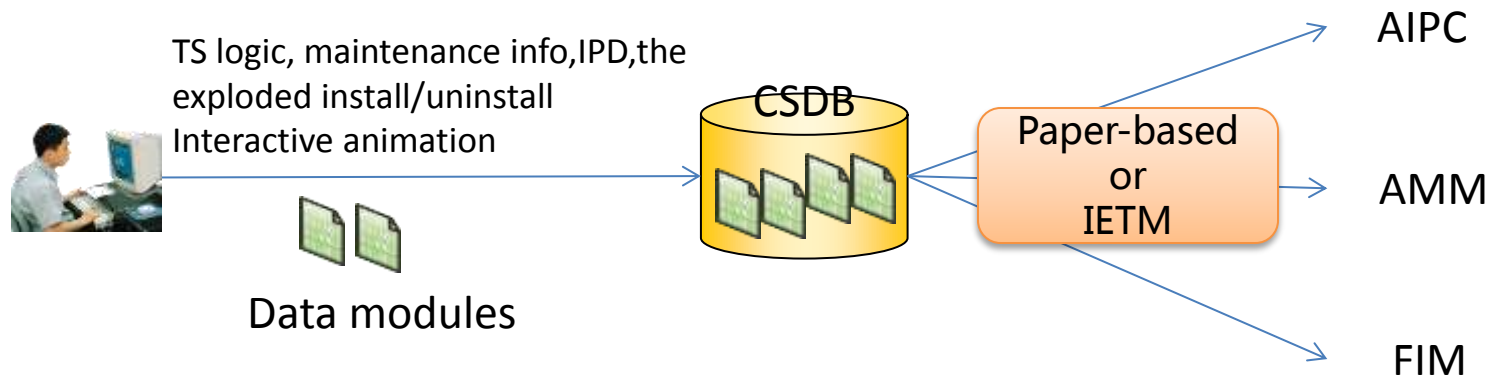 TS logic, maintenance info,IPD,the
exploded install/uninstall
Interactive animation
Data modules
CSDB
Paper-based
or
IETM
AIPC
AMM
FIM